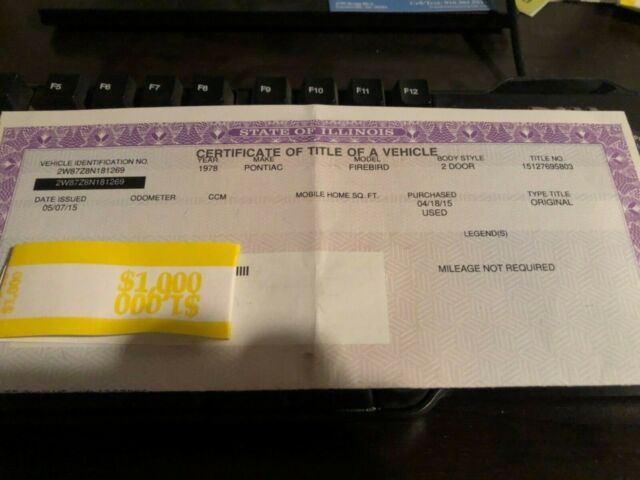 F5 F6 F7 F8 F9 F10 F11 F12
STATE OF ILLINOIS
CERTIFICATE OF TITLE OF A VEHICLE
VEHICLE IDENTIFICATION NO. YEAR MAKE MODEL BODY STYLE TITLE NO.
2W87Z8N181269 1978 PONTIAC FIREBIRD 2 DOOR 15127695803
2W87Z8N181269
DATE ISSUED ODOMETER CCM MOBILE HOME SQ. FT. PURCHASED TYPE TITLE
05/07/15 04/18/15 ORIGINAL
USED
LEGEND(S)
MILEAGE NOT REQUIRED
$1,000
$1,000
$1,000